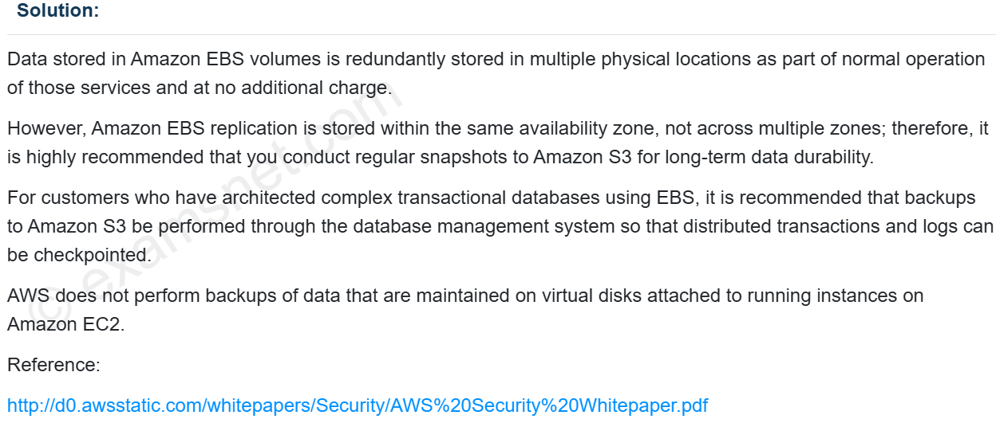 Solution:
Data stored in Amazon EBS volumes is redundantly stored in multiple physical locations as part of normal operation
of those services and at no additional charge.
However, Amazon EBS replication is stored within the same availability zone, not across multiple zones; therefore, it
is highly recommended that you conduct regular snapshots to Amazon S3 for long-term data durability.
For customers who have architected complex transactional databases using EBS, it is recommended that backups
to Amazon S3 be performed through the database management system so that distributed transactions and logs can
be checkpointed.
AWS does not perform backups of data that are maintained on virtual disks attached to running instances on
Amazon EC2.
Reference:
http://d0.awsstatic.com/whitepapers/Security/AWS%20Security%20Whitepaper.pdf
© examsnet.com